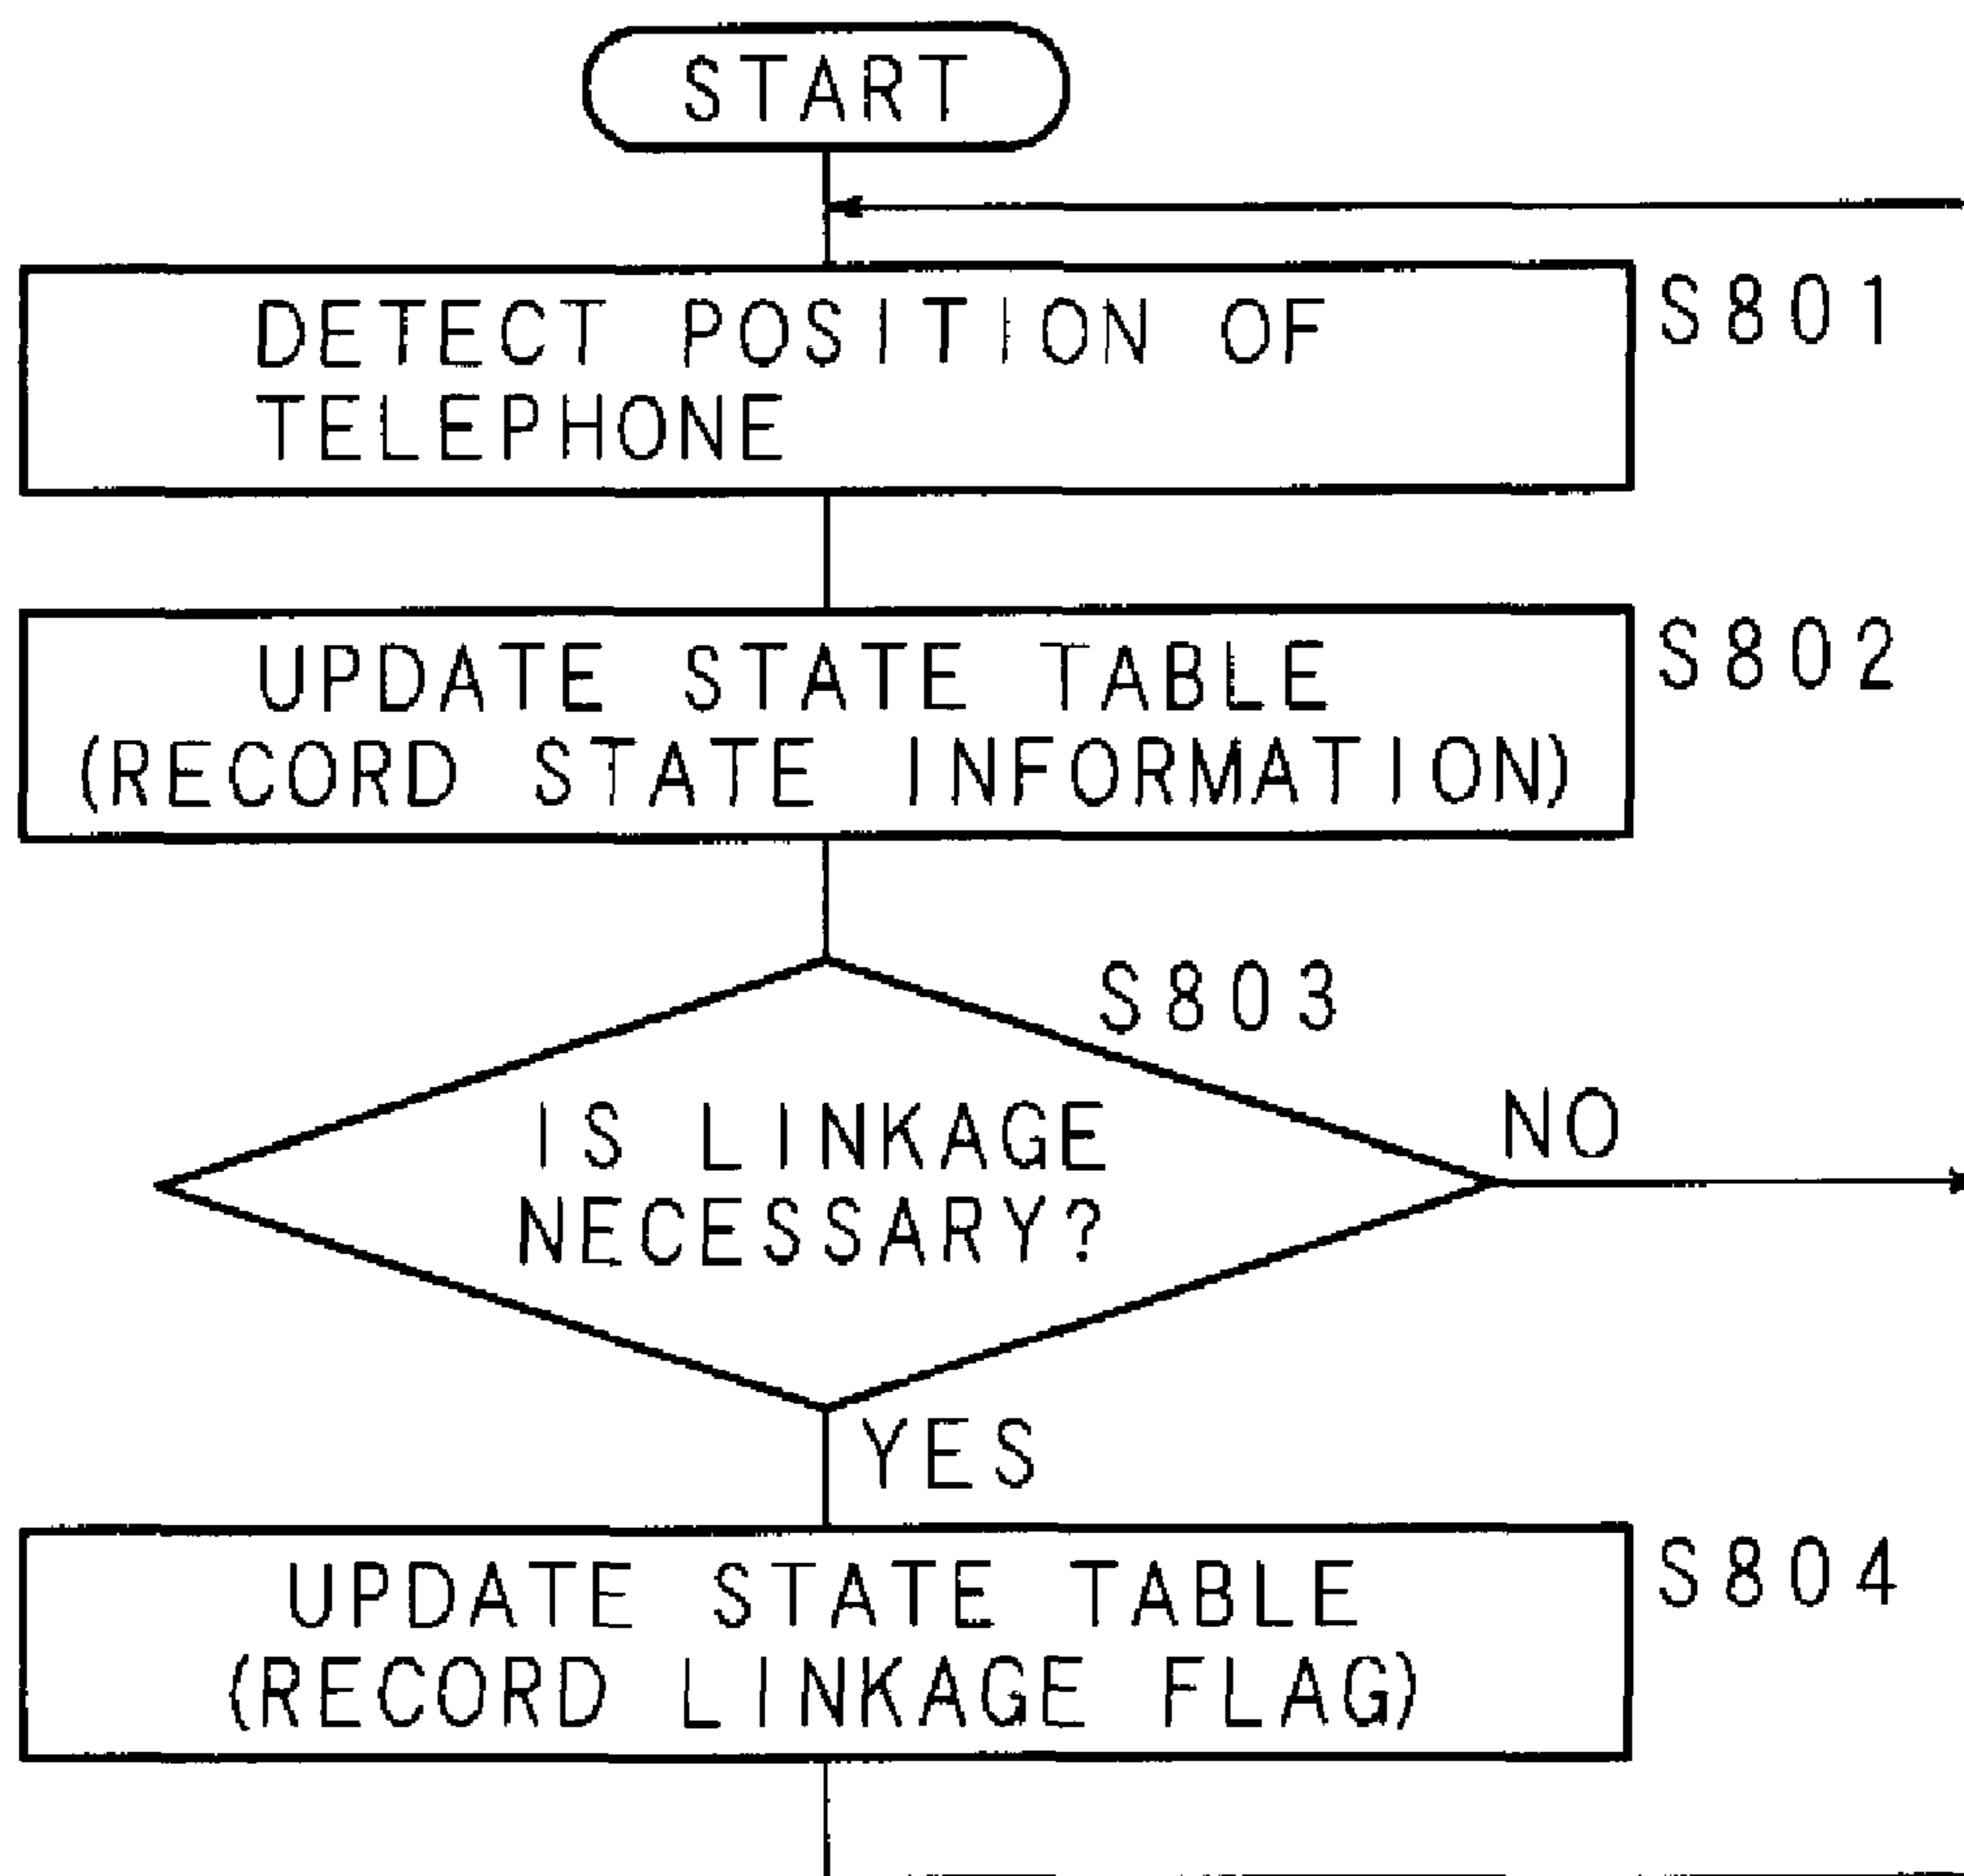 START
DETECT POSITION OF
TELEPHONE
S801
UPDATE STATE TABLE
(RECORD STATE INFORMATION)
S802
S803
IS LINKAGE
NECESSARY?
NO
YES
UPDATE STATE TABLE
(RECORD LINKAGE FLAG)
S804